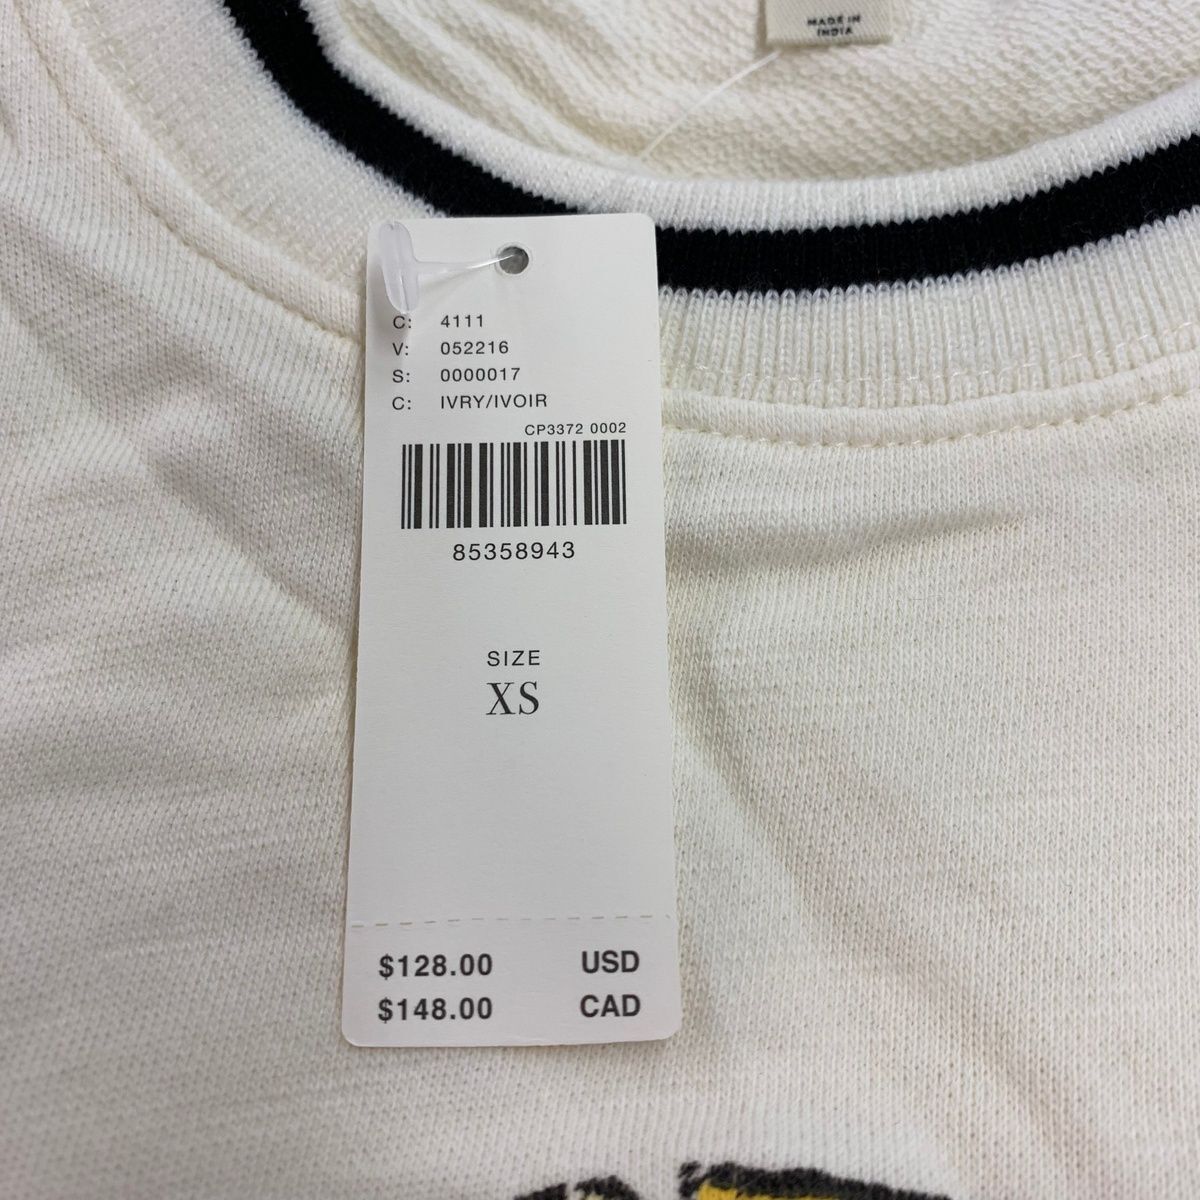 MADE IN
INDIA
C: 4111
V: 052216
S: 0000017
C: IVRY/IVOIR
CP3372 0002
85358943
SIZE
XS
$128.00 USD
$148.00 CAD